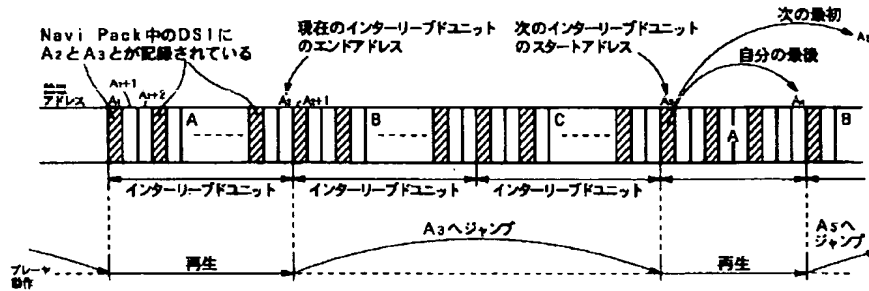 Navi Pack中のDSIに
A2とA3とが記録されている
現在のインターリーブドユニット
のエンドアドレス
次のインターリーブドユニット
のスタートアドレス
次の最初
自分の最後
A5
アドレス
A1
A1+1
A1+2
A2
A2+1
A3
A4
A
B
C
A
B
インターリーブドユニット
インターリーブドユニット
インターリーブドユニット
A3へジャンプ
A5へ
ジャンプ
プレーヤ
動作
再生
再生